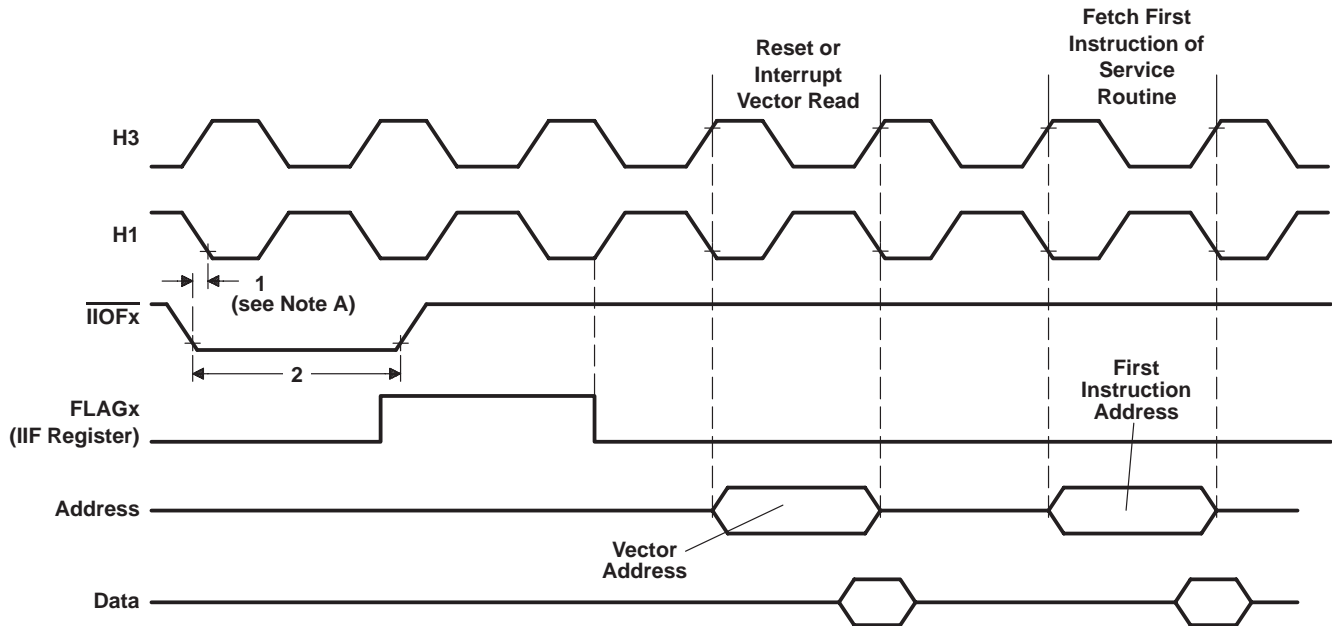 Reset or
Interrupt
Vector Read
Fetch First
Instruction of
Service
Routine
H3
H1
1
(see Note A)
IIOFx
2
FLAGx
(IIF Register)
First
Instruction
Address
Address
Vector
Address
Data